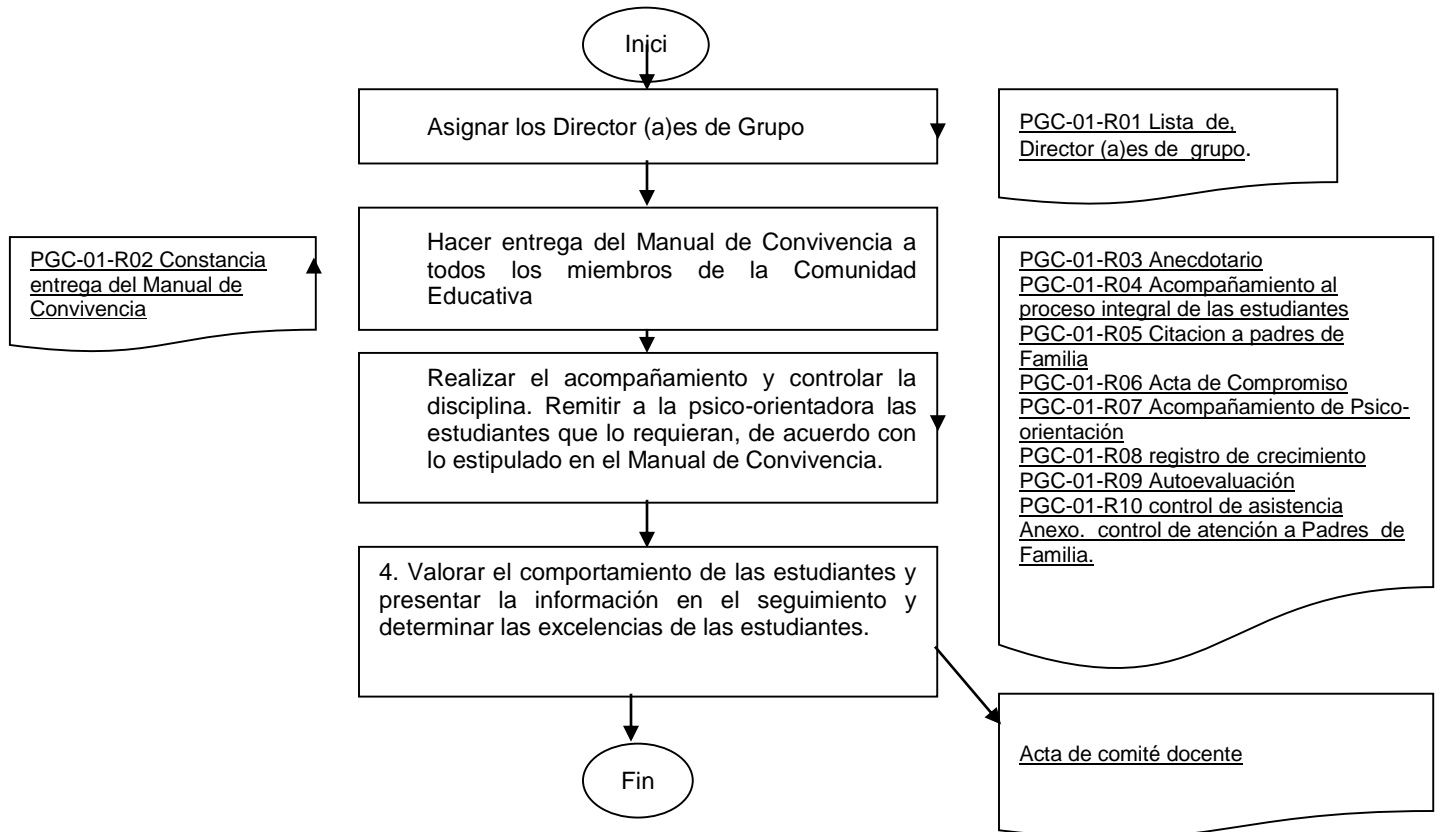 Inici
Asignar los Director (a)es de Grupo
PGC-01-R01 Lista de,
Director (a)es de grupo.
Hacer entrega del Manual de Convivencia a
todos los miembros de la Comunidad
Educativa
PGC-01-R02 Constancia
entrega del Manual de
Convivencia
PGC-01-R03 Anecdotario
PGC-01-R04 Acompañamiento al
proceso integral de las estudiantes
PGC-01-R05 Citacion a padres de
Familia
PGC-01-R06 Acta de Compromiso
PGC-01-R07 Acompañamiento de Psico-
orientación
PGC-01-R08 registro de crecimiento
PGC-01-R09 Autoevaluación
PGC-01-R10 control de asistencia
Anexo. control de atención a Padres de
Familia.
Realizar el acompañamiento y controlar la
disciplina. Remitir a la psico-orientadora las
estudiantes que lo requieran, de acuerdo con
lo estipulado en el Manual de Convivencia.
4. Valorar el comportamiento de las estudiantes y
presentar la información en el seguimiento y
determinar las excelencias de las estudiantes.
Acta de comité docente
Fin